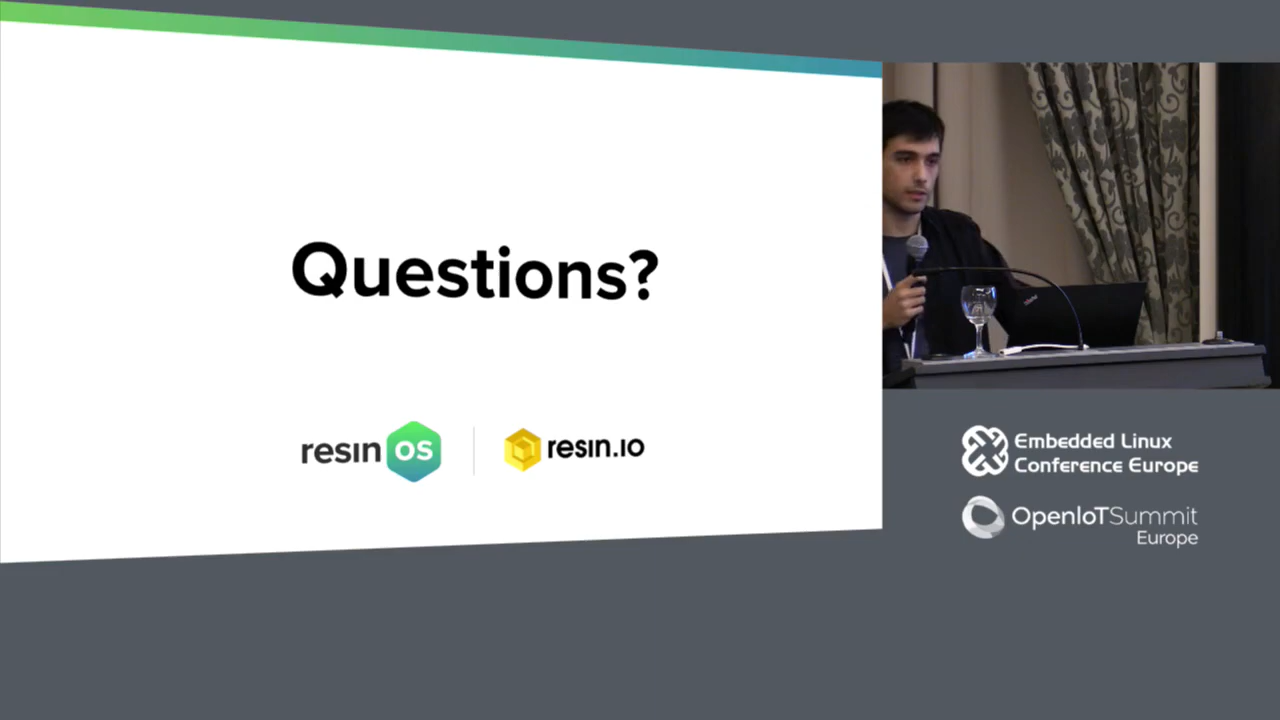 Questions?
resin OS
resin.io
Embedded Linux
Conference Europe
OpenIoTSummit
Europe